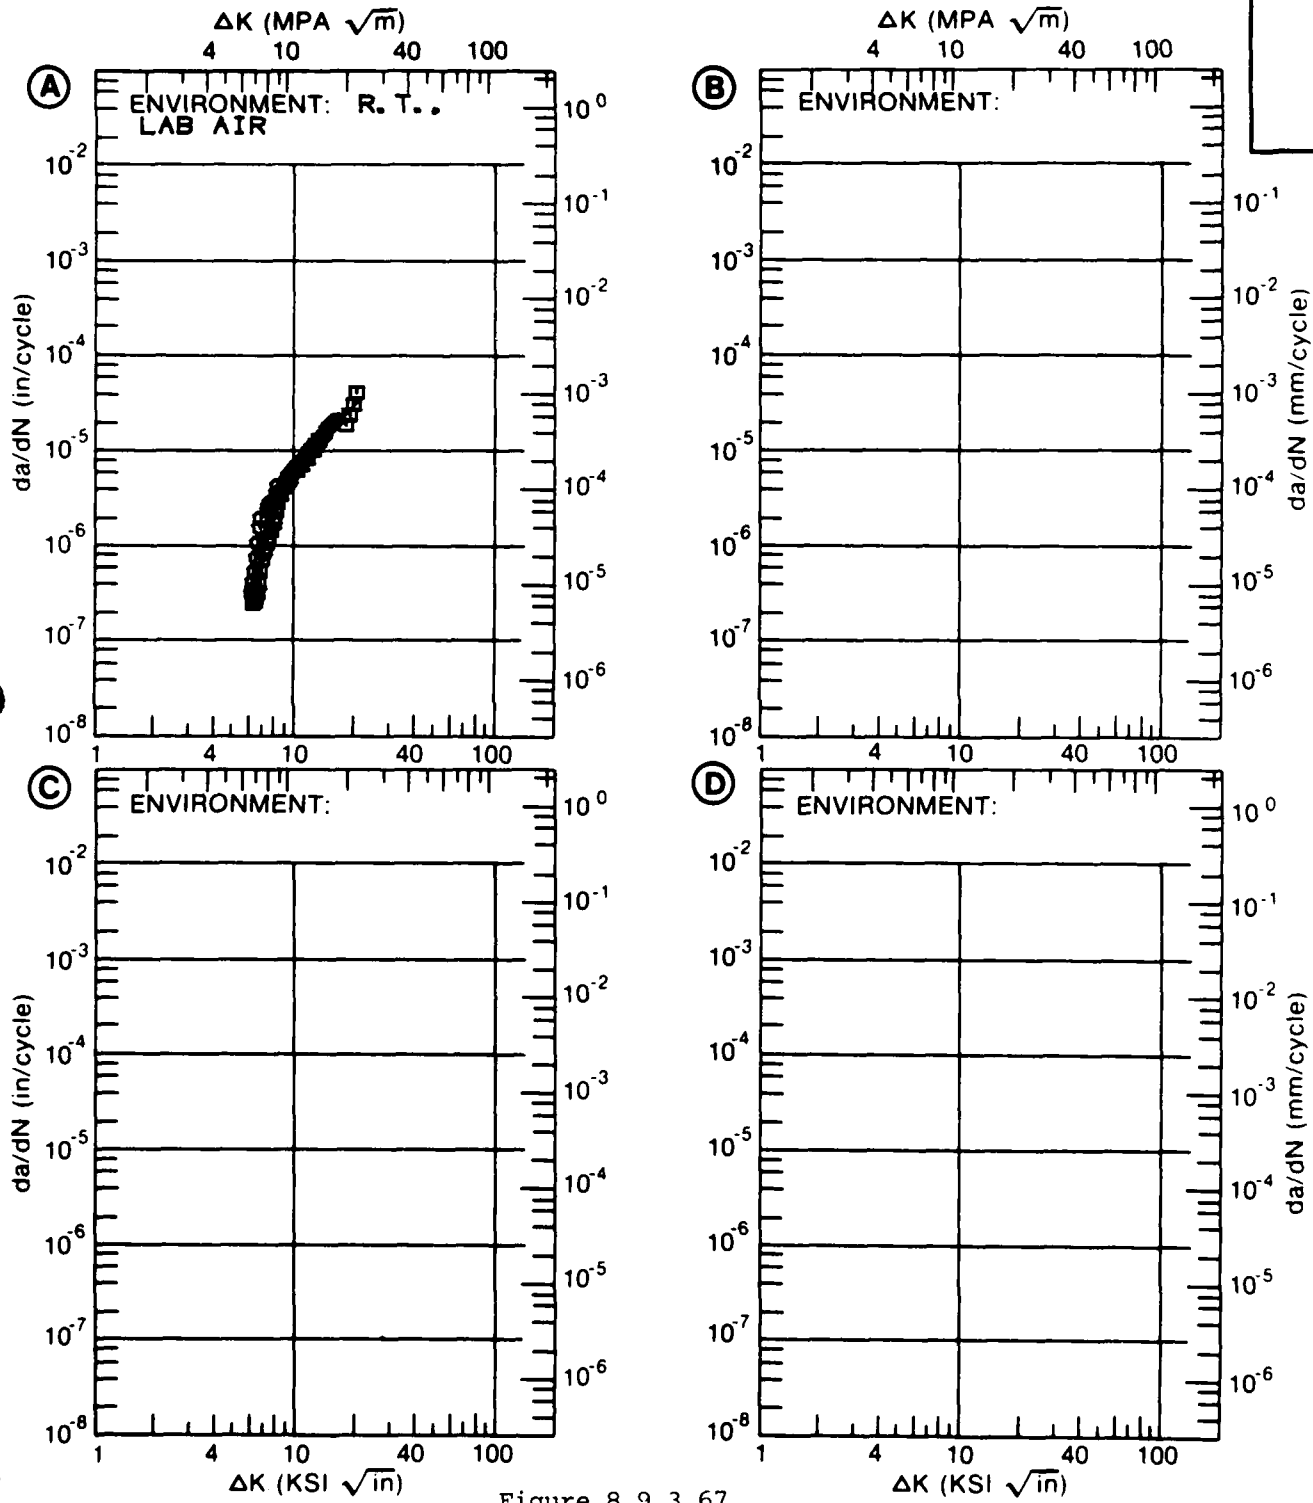 ΔK (MPA √m)
4 10 40 100
A
ENVIRONMENT: R. T.,
LAB AIR
10^0
10^-1
10^-2
10^-3
10^-4
10^-5
10^-6
10^-2
10^-3
10^-4
10^-5
10^-6
10^-7
10^-8
da/dN (in/cycle)
1 4 10 40 100
ΔK (MPA √m)
4 10 40 100
B
ENVIRONMENT:
10^-2
10^-3
10^-4
10^-5
10^-6
10^-7
10^-8
10^-1
10^-2
10^-3
10^-4
10^-5
10^-6
da/dN (mm/cycle)
1 4 10 40 100
C
ENVIRONMENT:
10^0
10^-1
10^-2
10^-3
10^-4
10^-5
10^-6
10^-2
10^-3
10^-4
10^-5
10^-6
10^-7
10^-8
da/dN (in/cycle)
1 4 10 40 100
ΔK (KSI √in)
D
ENVIRONMENT:
10^-2
10^-3
10^-4
10^-5
10^-6
10^-7
10^-8
10^0
10^-1
10^-2
10^-3
10^-4
10^-5
10^-6
da/dN (mm/cycle)
1 4 10 40 100
ΔK (KSI √in)
Figure 8.9.3.67